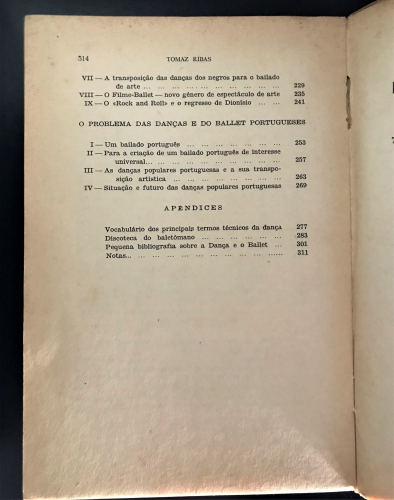 314 TOMAZ RIBAS
VII — A transposição das danças dos negros para o bailado
de arte ... ... ... ... ... ... ... ... ... ... 229
VIII — O Filme-Ballet — novo género de espectáculo de arte 235
IX — O «Rock and Roll» e o regresso de Dionísio ... ... 241
O PROBLEMA DAS DANÇAS E DO BALLET PORTUGUESES
I — Um bailado português ... ... ... ... ... ... ... 253
II — Para a criação de um bailado português de interesse
universal... ... ... ... ... ... ... ... ... ... 257
III — As danças populares portuguesas e a sua transpo-
sição artística ... ... ... ... ... ... ... ... 263
IV — Situação e futuro das danças populares portuguesas 269
APÊNDICES
Vocabulário dos principais termos técnicos da dança 277
Discoteca do baletómano ... ... ... ... ... ... 283
Pequena bibliografia sobre a Dança e o Ballet ... 301
Notas... ... ... ... ... ... ... ... ... ... ...... 311